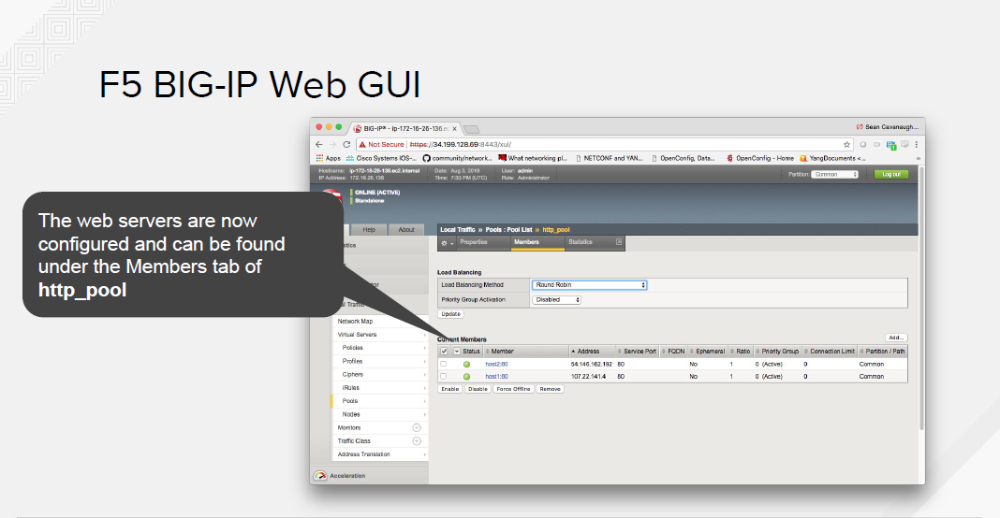 F5 BIG-IP Web GUI
BIG-IP® - ip-172-16-26-136.ec
Sean Cavanaugh...
Not Secure | https://34.199.128.69:8443/xui/
Apps Cisco Systems IOS-... community/network... What networking pl... NETCONF and YAN... OpenConfig, Data... OpenConfig - Home YangDocuments <... »
Hostname: ip-172-16-26-136.ec2.internal Date: Aug 3, 2018 User: admin
IP Address: 172.16.26.136 Time: 7:30 PM (UTC) Role: Administrator
Partition: Common Log out
ONLINE (ACTIVE)
Standalone
The web servers are now
configured and can be found
under the Members tab of
http_pool
Help About
Local Traffic » Pools : Pool List » http_pool
Properties Members Statistics
Load Balancing
Load Balancing Method Round Robin
Priority Group Activation Disabled
Update
Network Map
Virtual Servers
Policies
Profiles
Ciphers
iRules
Pools
Nodes
Monitors
Traffic Class
Address Translation
Acceleration
Current Members Add...
Status Member Address Service Port FQDN Ephemeral Ratio Priority Group Connection Limit Partition / Path
host2:80 54.146.162.192 80 No 1 0 (Active) 0 Common
host1:80 107.22.141.4 80 No 1 0 (Active) 0 Common
Enable Disable Force Offline Remove